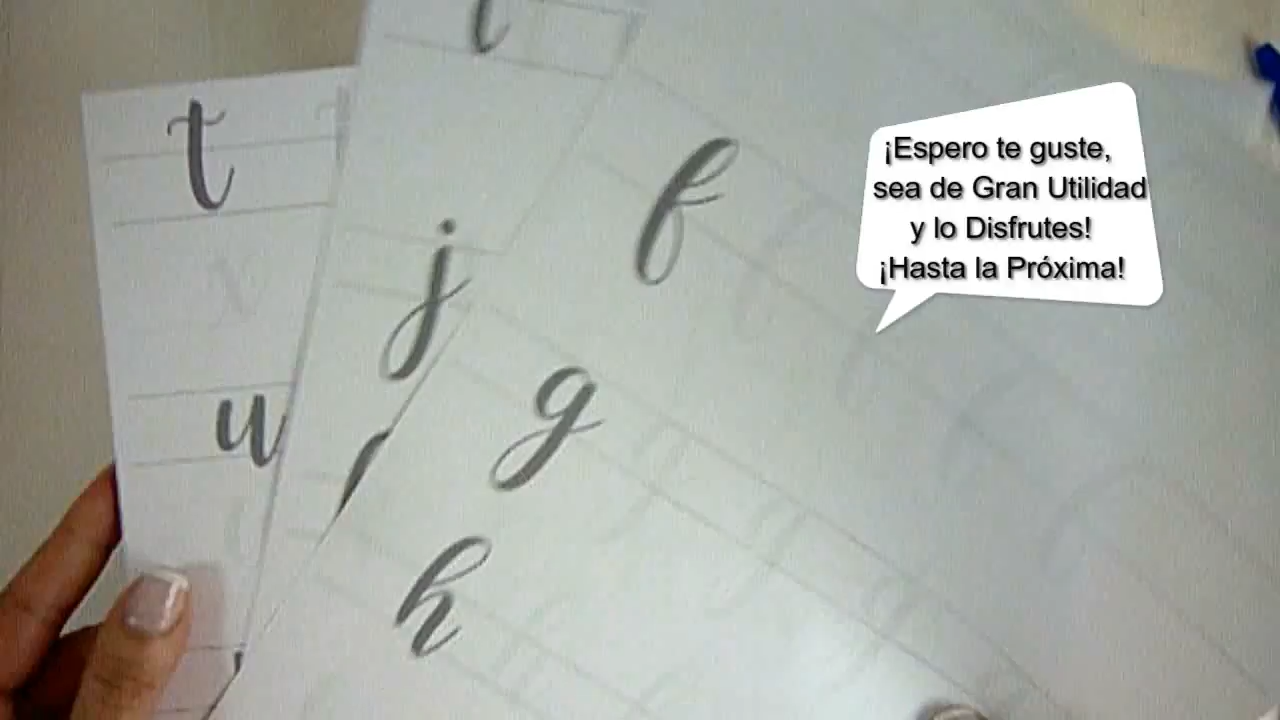 t
u
j
f
g
h
¡Espero te guste,
sea de Gran Utilidad
y lo Disfrutes!
¡Hasta la Próxima!